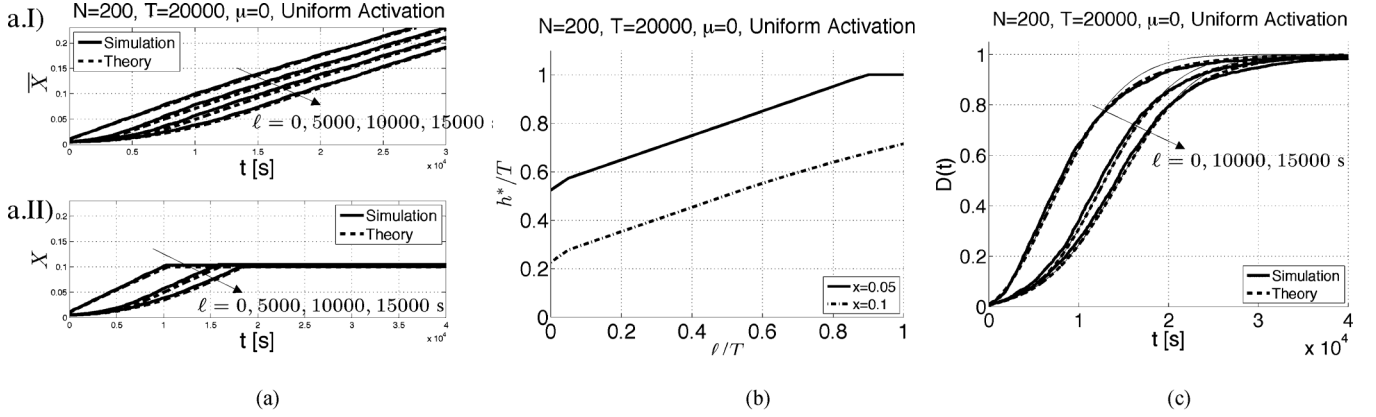 a.I)
N=200, T=20000, μ=0, Uniform Activation
Simulation
Theory
X̅
0.2
0.15
0.1
0.05
0
ℓ = 0, 5000, 10000, 15000 s
0 0.5 1 1.5 2 2.5 3
t [s]
x 10⁴
a.II)
Simulation
Theory
X
0.2
0.15
0.1
0.05
0
ℓ = 0, 5000, 10000, 15000 s
0 0.5 1 1.5 2 2.5 3 3.5 4
t [s]
x 10⁴
(a)
N=200, T=20000, μ=0, Uniform Activation
h*/T
1
0.8
0.6
0.4
0.2
0
x=0.05
x=0.1
0 0.2 0.4 0.6 0.8 1
ℓ/T
(b)
N=200, T=20000, μ=0, Uniform Activation
D(t)
1
0.8
0.6
0.4
0.2
0
ℓ = 0, 10000, 15000 s
Simulation
Theory
0 1 2 3 4
t [s]
x 10⁴
(c)